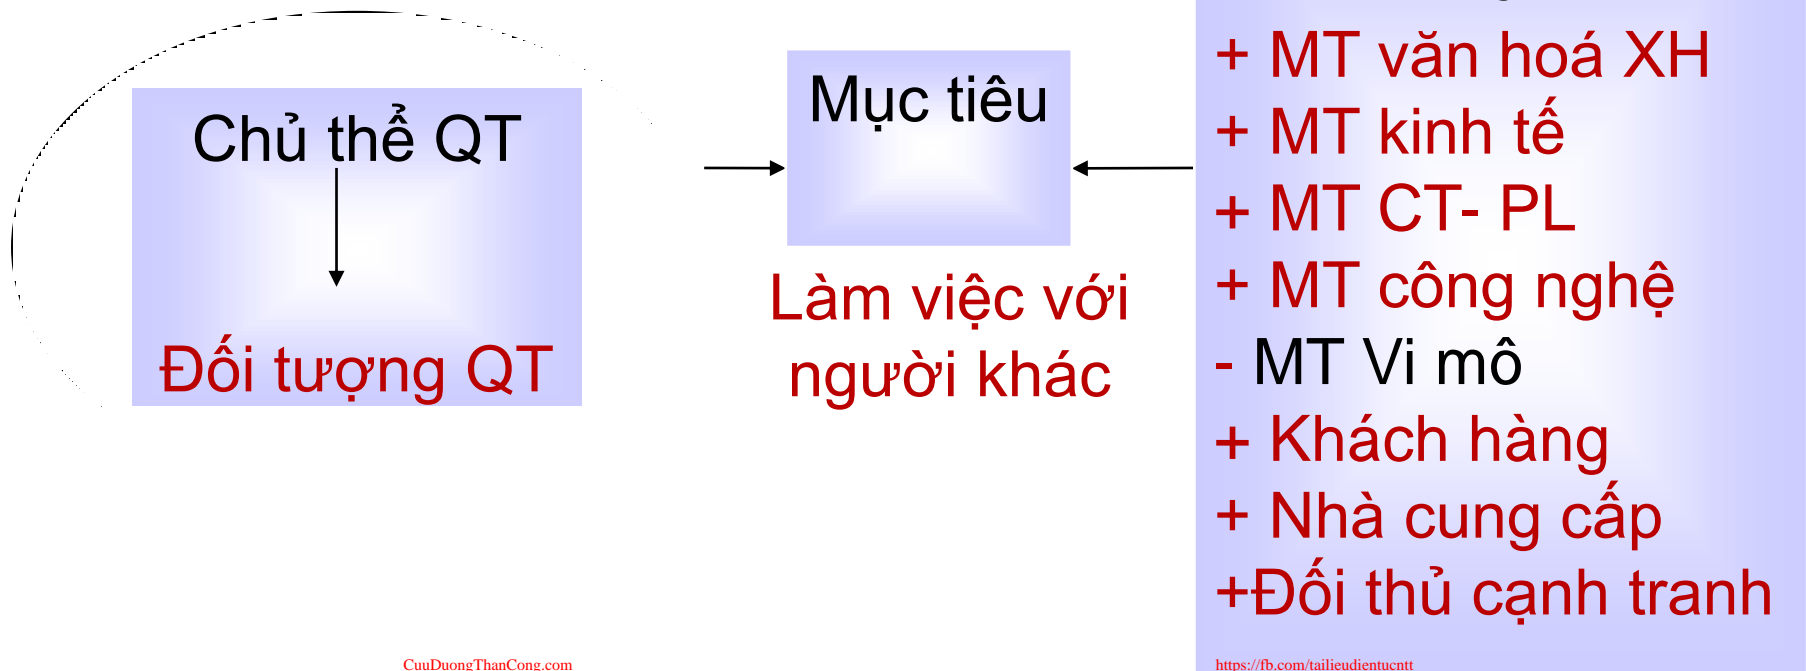 Chủ thể QT
Đối tượng QT
Mục tiêu
Làm việc với
người khác
+ MT văn hoá XH
+ MT kinh tế
+ MT CT- PL
+ MT công nghệ
- MT Vi mô
+ Khách hàng
+ Nhà cung cấp
+Đối thủ cạnh tranh
CuuDuongThanCong.com
https://fb.com/tailieudientucntt